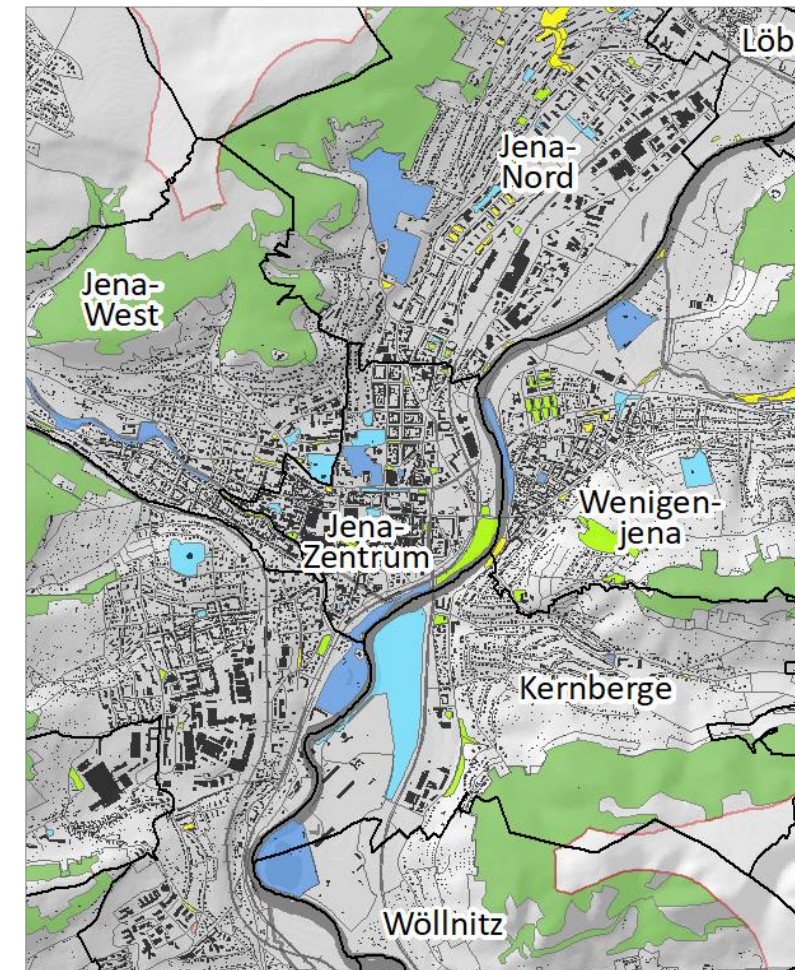 Löb
Jena-
Nord
Jena-
West
Wenigen-
jena
Jena-
Zentrum
Kernberge
Wöllnitz